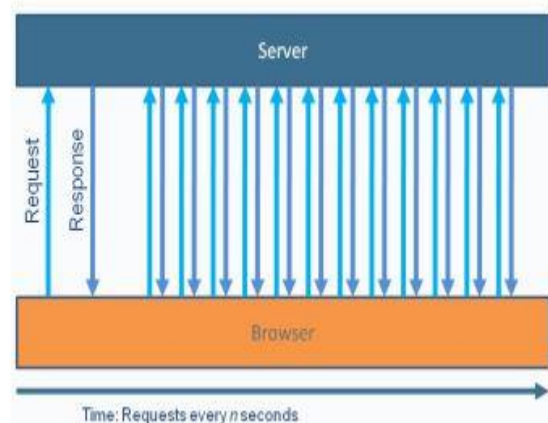 Server
Request
Response
Browser
Time: Requests every n seconds